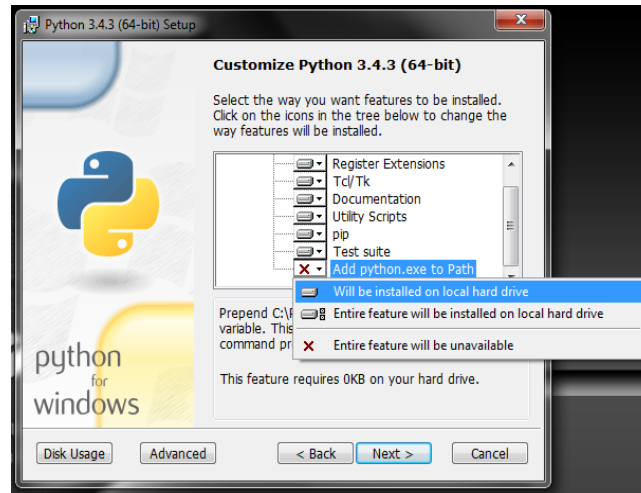 Python 3.4.3 (64-bit) Setup
Customize Python 3.4.3 (64-bit)
Select the way you want features to be installed.
Click on the icons in the tree below to change the
way features will be installed.
Register Extensions
Tcl/Tk
Documentation
Utility Scripts
pip
Test suite
Add python.exe to Path
Will be installed on local hard drive
Entire feature will be installed on local hard drive
Entire feature will be unavailable
Prepend C:\
variable. This
command
This feature requires 0KB on your hard drive.
python
for
windows
Disk Usage
Advanced
< Back
Next >
Cancel